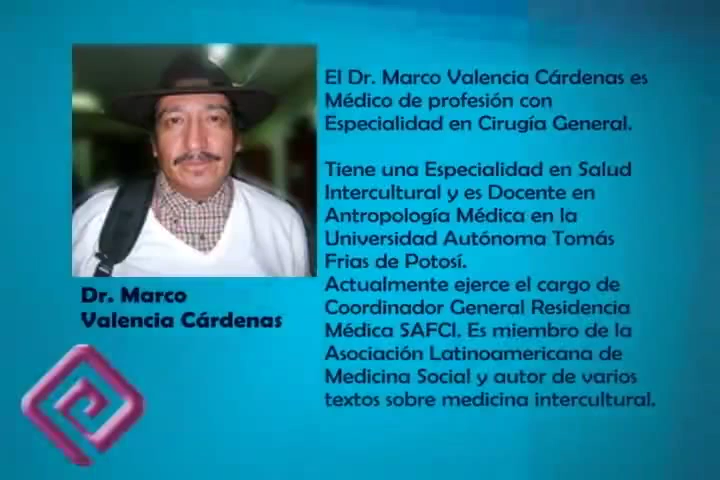 El Dr. Marco Valencia Cárdenas es
Médico de profesión con
Especialidad en Cirugía General.
Tiene una Especialidad en Salud
Intercultural y es Docente en
Antropología Médica en la
Universidad Autónoma Tomás
Frias de Potosí.
Actualmente ejerce el cargo de
Coordinador General Residencia
Médica SAFCI. Es miembro de la
Asociación Latinoamericana de
Medicina Social y autor de varios
textos sobre medicina intercultural.
Dr. Marco
Valencia Cárdenas